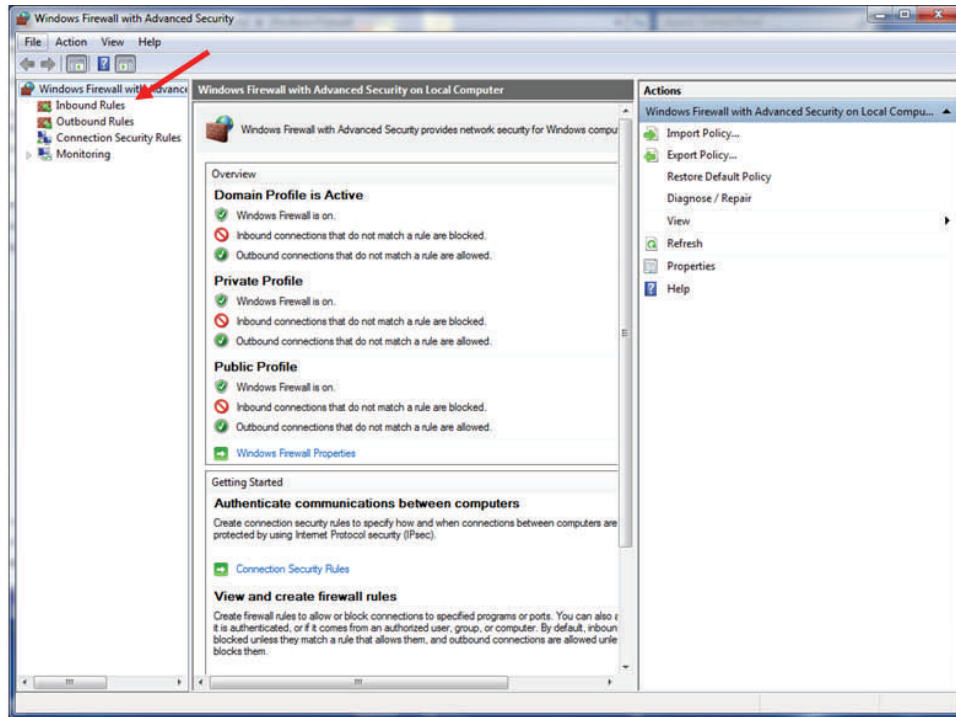 Windows Firewall with Advanced Security
File Action View Help
Windows Firewall with Advance
Inbound Rules
Outbound Rules
Connection Security Rules
Monitoring
Windows Firewall with Advanced Security on Local Computer
Windows Firewall with Advanced Security provides network security for Windows compu
Overview
Domain Profile is Active
Windows Firewall is on.
Inbound connections that do not match a rule are blocked.
Outbound connections that do not match a rule are allowed.
Private Profile
Windows Firewall is on.
Inbound connections that do not match a rule are blocked.
Outbound connections that do not match a rule are allowed.
Public Profile
Windows Firewall is on.
Inbound connections that do not match a rule are blocked.
Outbound connections that do not match a rule are allowed.
Windows Firewall Properties
Getting Started
Authenticate communications between computers
Create connection security rules to specify how and when connections between computers are
protected by using Internet Protocol security (IPsec).
Connection Security Rules
View and create firewall rules
Create firewall rules to allow or block connections to specified programs or ports. You can also a
it is authenticated, or if it comes from an authorized user, group, or computer. By default, inboun
blocked unless they match a rule that allows them, and outbound connections are allowed unle
blocks them.
Actions
Windows Firewall with Advanced Security on Local Compu...
Import Policy...
Export Policy...
Restore Default Policy
Diagnose / Repair
View
Refresh
Properties
Help